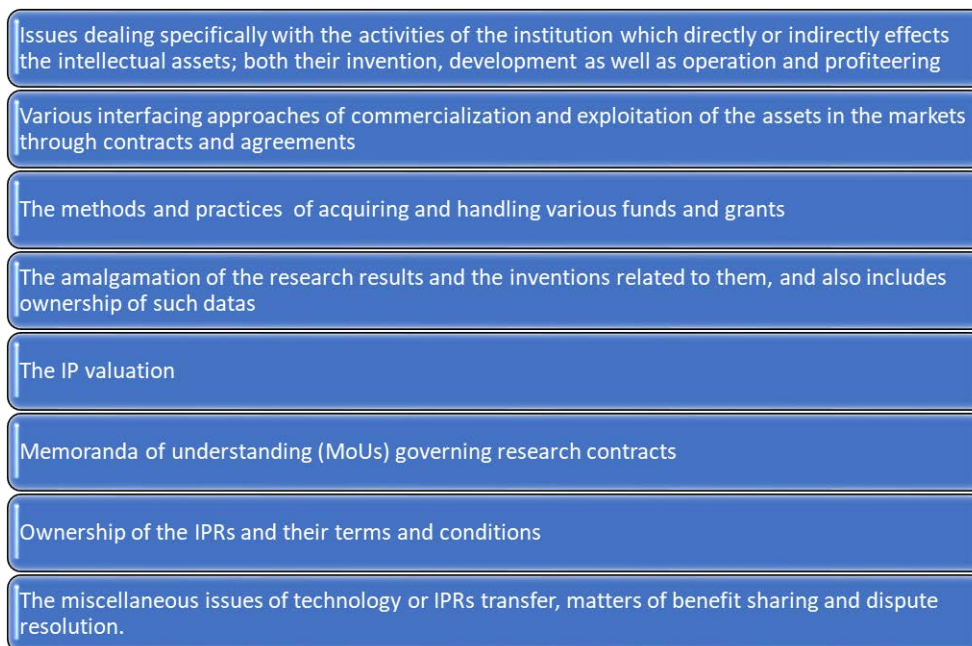 Issues dealing specifically with the activities of the institution which directly or indirectly effects
the intellectual assets; both their invention, development as well as operation and profiteering
Various interfacing approaches of commercialization and exploitation of the assets in the markets
through contracts and agreements
The methods and practices of acquiring and handling various funds and grants
The amalgamation of the research results and the inventions related to them, and also includes
ownership of such datas
The IP valuation
Memoranda of understanding (MoUs) governing research contracts
Ownership of the IPRs and their terms and conditions
The miscellaneous issues of technology or IPRs transfer, matters of benefit sharing and dispute
resolution.